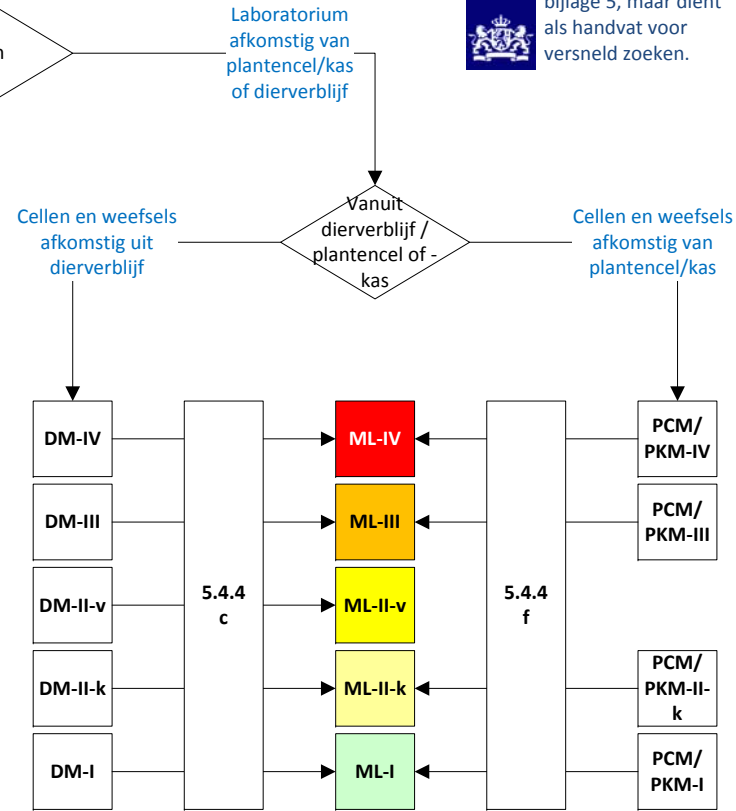 bijlage 5, maar dient
als handvat voor
versneld zoeken.
Laboratorium
afkomstig van
plantencel/kas
of dierverblijf
Vanuit
dierverblijf /
plantencel of -
kas
Cellen en weefsels
afkomstig uit
dierverblijf
Cellen en weefsels
afkomstig van
plantencel/kas
DM-IV
ML-IV
PCM/
PKM-IV
DM-III
ML-III
PCM/
PKM-III
DM-II-v
5.4.4
c
ML-II-v
5.4.4
f
DM-II-k
ML-II-k
PCM/
PKM-II-
k
DM-I
ML-I
PCM/
PKM-I